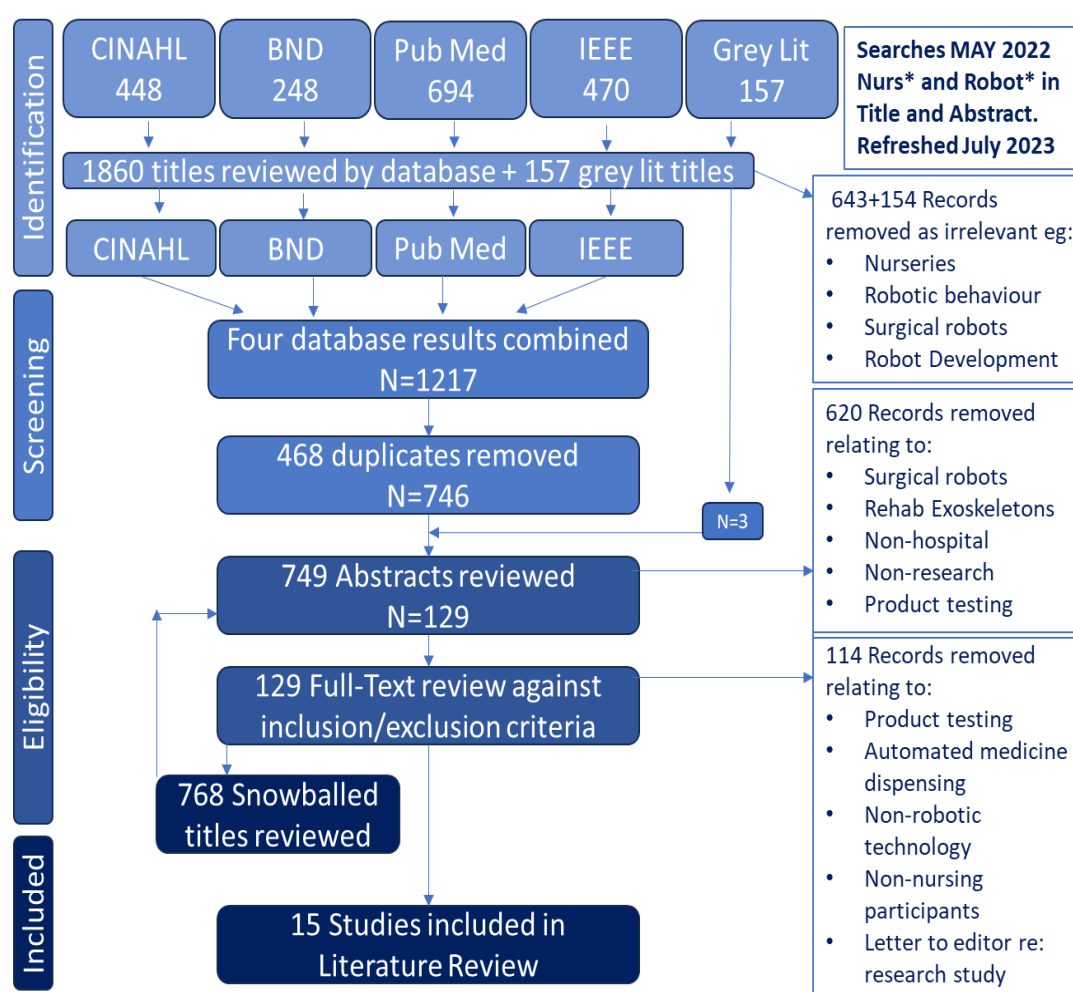 Identification
CINAHL
448
BND
248
Pub Med
694
IEEE
470
Grey Lit
157
Searches MAY 2022
Nurs* and Robot* in
Title and Abstract.
Refreshed July 2023
1860 titles reviewed by database + 157 grey lit titles
CINAHL
BND
Pub Med
IEEE
643+154 Records
removed as irrelevant eg:
• Nurseries
• Robotic behaviour
• Surgical robots
• Robot Development
Screening
Four database results combined
N=1217
468 duplicates removed
N=746
N=3
620 Records removed
relating to:
• Surgical robots
• Rehab Exoskeletons
• Non-hospital
• Non-research
• Product testing
Eligibility
749 Abstracts reviewed
N=129
129 Full-Text review against
inclusion/exclusion criteria
768 Snowballed
titles reviewed
114 Records removed
relating to:
• Product testing
• Automated medicine
dispensing
• Non-robotic
technology
• Non-nursing
participants
• Letter to editor re:
research study
Included
15 Studies included in
Literature Review